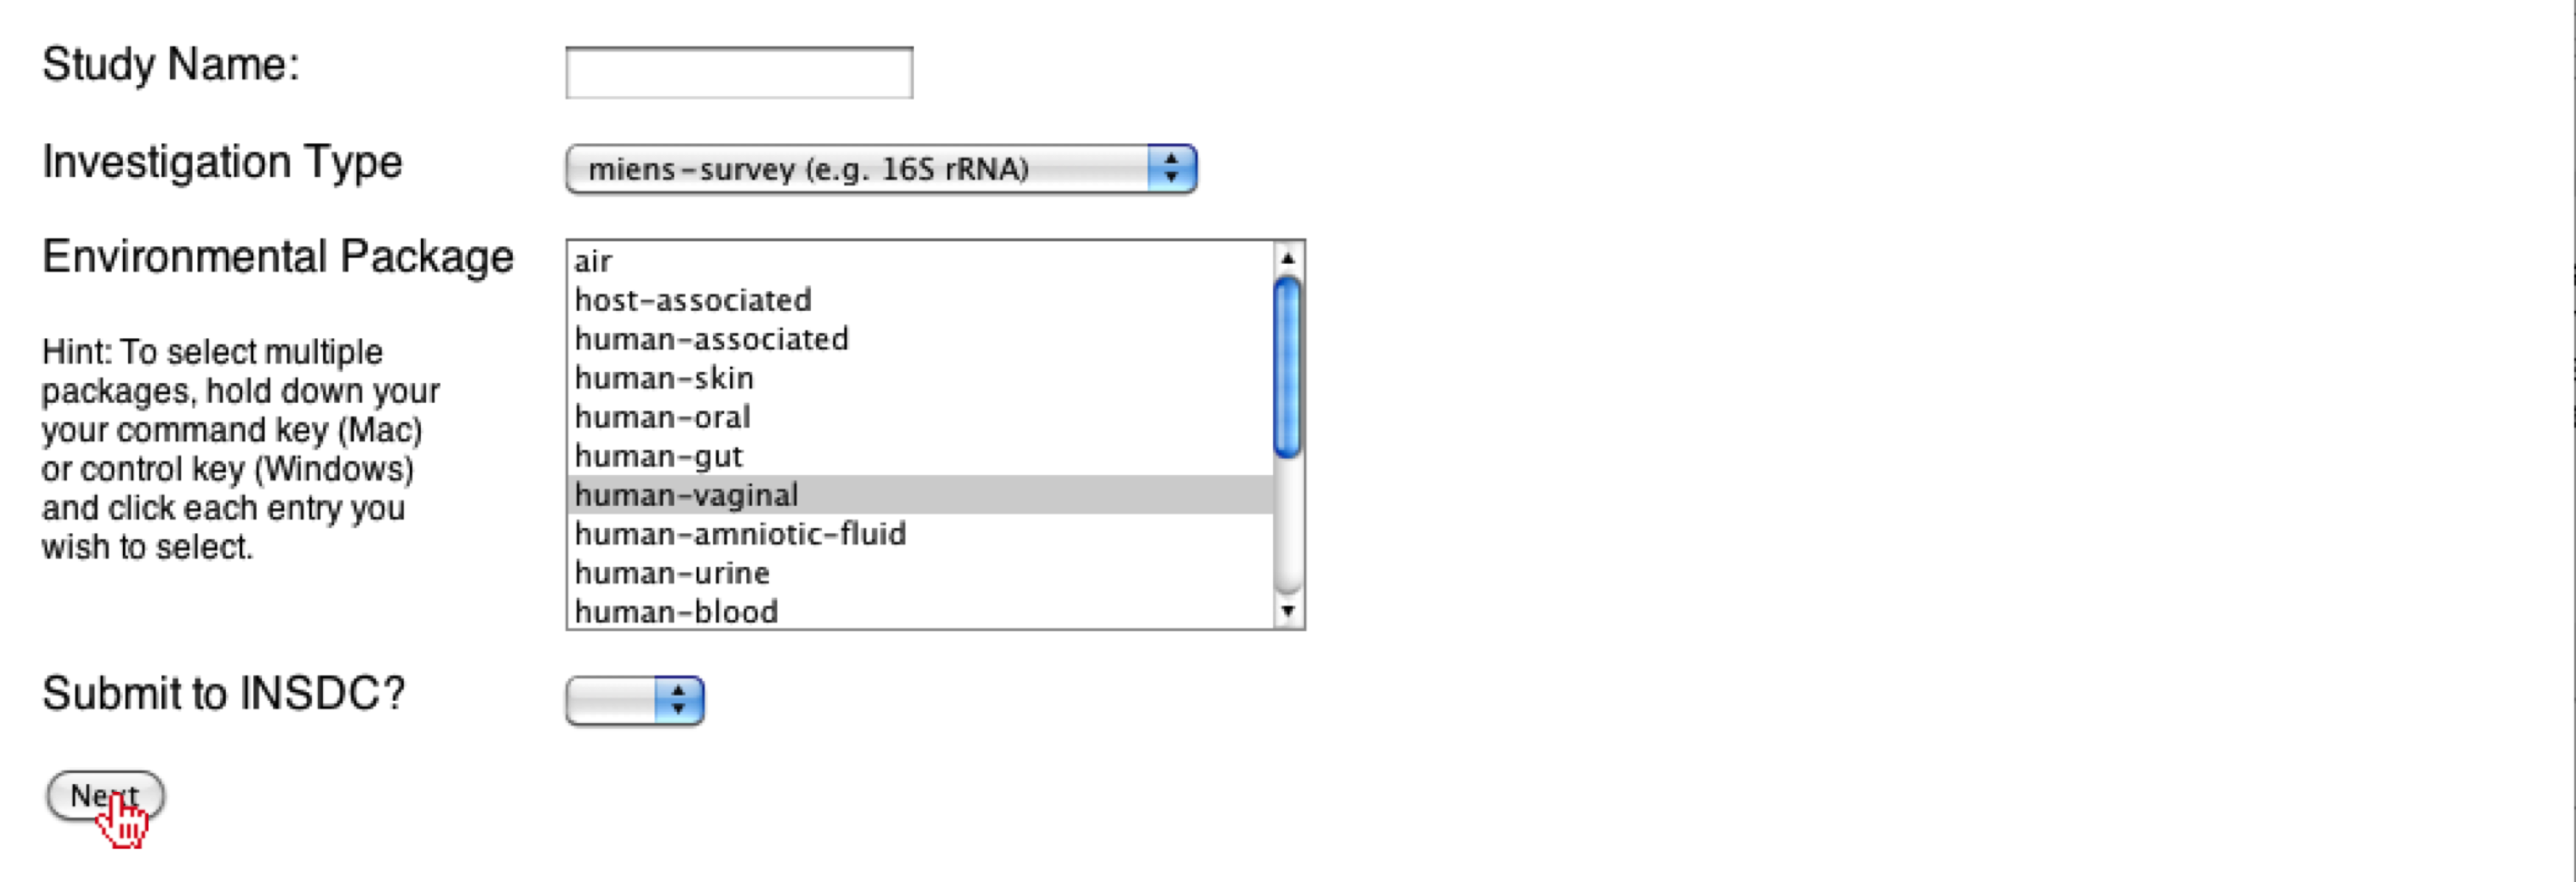 Study Name:
Investigation Type
miens-survey (e.g. 16S rRNA)
Environmental Package
air
host-associated
human-associated
human-skin
human-oral
human-gut
human-vaginal
human-amniotic-fluid
human-urine
human-blood
Hint: To select multiple
packages, hold down your
your command key (Mac)
or control key (Windows)
and click each entry you
wish to select.
Submit to INSDC?
Next